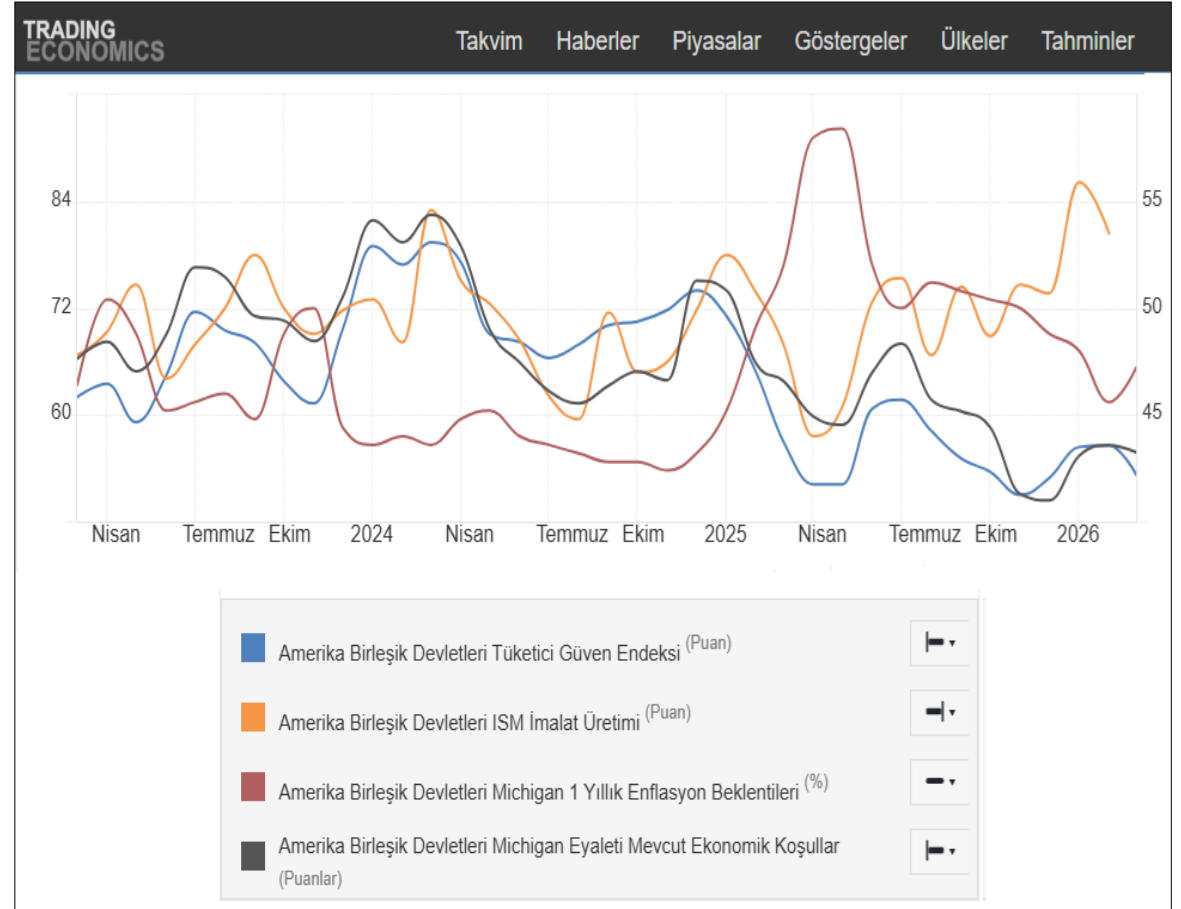 TRADING
ECONOMICS
Takvim Haberler Piyasalar Göstergeler Ülkeler Tahminler
84
72
60
55
50
45
Nisan Temmuz Ekim 2024 Nisan Temmuz Ekim 2025 Nisan Temmuz Ekim 2026
Amerika Birleşik Devletleri Tüketici Güven Endeksi (Puan)
Amerika Birleşik Devletleri ISM İmalat Üretimi (Puan)
Amerika Birleşik Devletleri Michigan 1 Yıllık Enflasyon Beklentileri (%)
Amerika Birleşik Devletleri Michigan Eyaleti Mevcut Ekonomik Koşullar
(Puanlar)